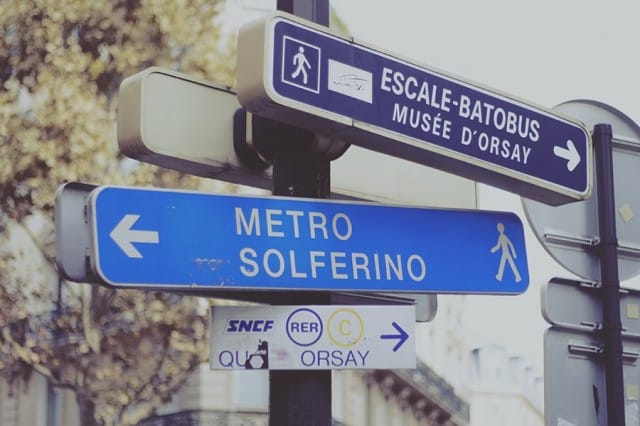 ESCALE-BATOBUS
MUSÉE D'ORSAY
METRO
SOLFERINO
SNCF RER C
ORSAY